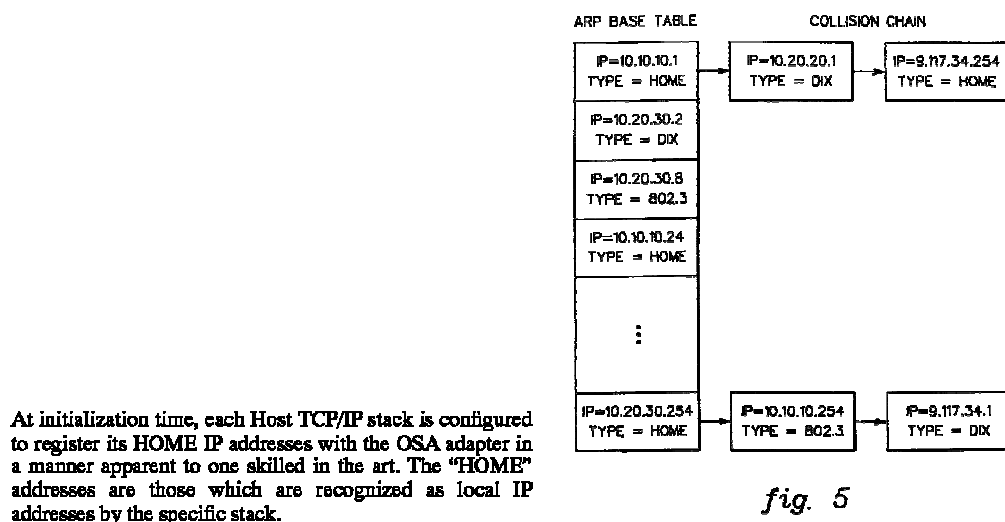 ARP BASE TABLE
COLLISION CHAIN
IP=10.10.10.1
TYPE = HOME
IP=10.20.20.1
TYPE = DIX
IP=9.117.34.254
TYPE = HOME
IP=10.20.30.2
TYPE = DIX
IP=10.20.30.8
TYPE = 802.3
IP=10.10.10.24
TYPE = HOME
IP=10.20.30.254
TYPE = HOME
IP=10.10.10.254
TYPE = 802.3
IP=9.117.34.1
TYPE = DIX
fig. 5
At initialization time, each Host TCP/IP stack is configured
to register its HOME IP addresses with the OSA adapter in
a manner apparent to one skilled in the art. The “HOME”
addresses are those which are recognized as local IP
addresses by the specific stack.